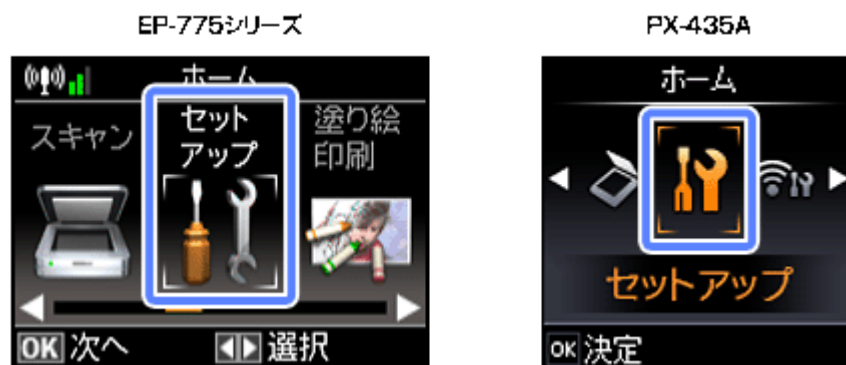 EP-775シリーズ
ホーム
スキャン
セット
アップ
塗り絵
印刷
OK 次へ
選択
PX-435A
ホーム
セットアップ
OK 決定